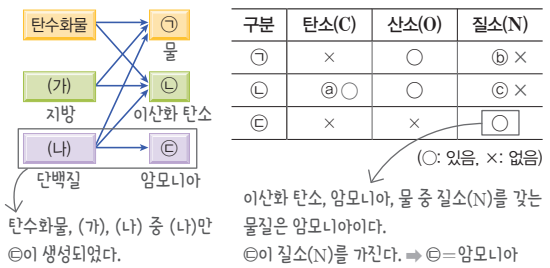 탄수화물 ㉠
물
(가) ㉡
지방 이산화 탄소
(나) ㉢
단백질 암모니아
탄수화물, (가), (나) 중 (나)만
㉢이 생성되었다.
구분 탄소(C) 산소(O) 질소(N)
㉠ × ○ ⓑ ×
㉡ ⓐ ○ ○ ⓒ ×
㉢ × × ○
(○: 있음, ×: 없음)
이산화 탄소, 암모니아, 물 중 질소(N)를 갖는
물질은 암모니아이다.
㉢이 질소(N)를 가진다. ➡ ㉢=암모니아